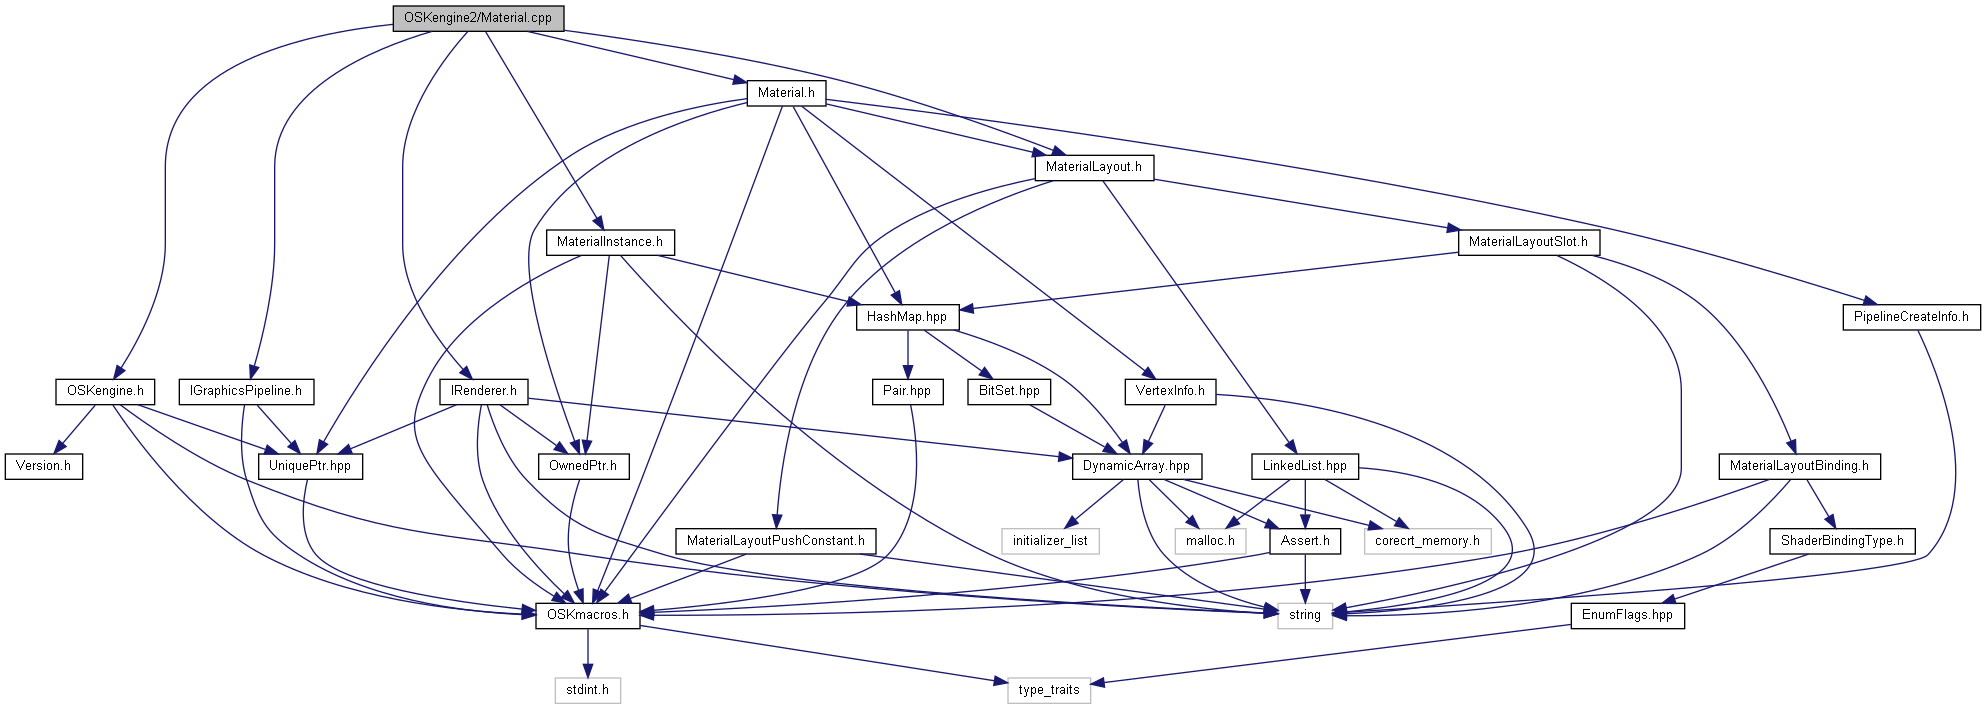 OSKengine2/Material.cpp
Material.h
MaterialLayout.h
MaterialInstance.h
MaterialLayoutSlot.h
HashMap.hpp
PipelineCreateInfo.h
OSKengine.h
IGraphicsPipeline.h
IRenderer.h
Pair.hpp
BitSet.hpp
VertexInfo.h
Version.h
UniquePtr.hpp
OwnedPtr.h
DynamicArray.hpp
LinkedList.hpp
MaterialLayoutBinding.h
MaterialLayoutPushConstant.h
initializer_list
malloc.h
Assert.h
corecrt_memory.h
ShaderBindingType.h
OSKmacros.h
string
EnumFlags.hpp
stdint.h
type_traits